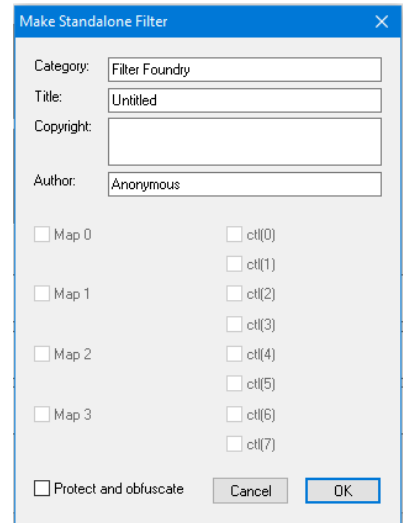 Make Standalone Filter
Category: Filter Foundry
Title: Untitled
Copyright:
Author: Anonymous
Map 0 ctl(0)
ctl(1)
Map 1 ctl(2)
ctl(3)
Map 2 ctl(4)
ctl(5)
Map 3 ctl(6)
ctl(7)
Protect and obfuscate Cancel OK